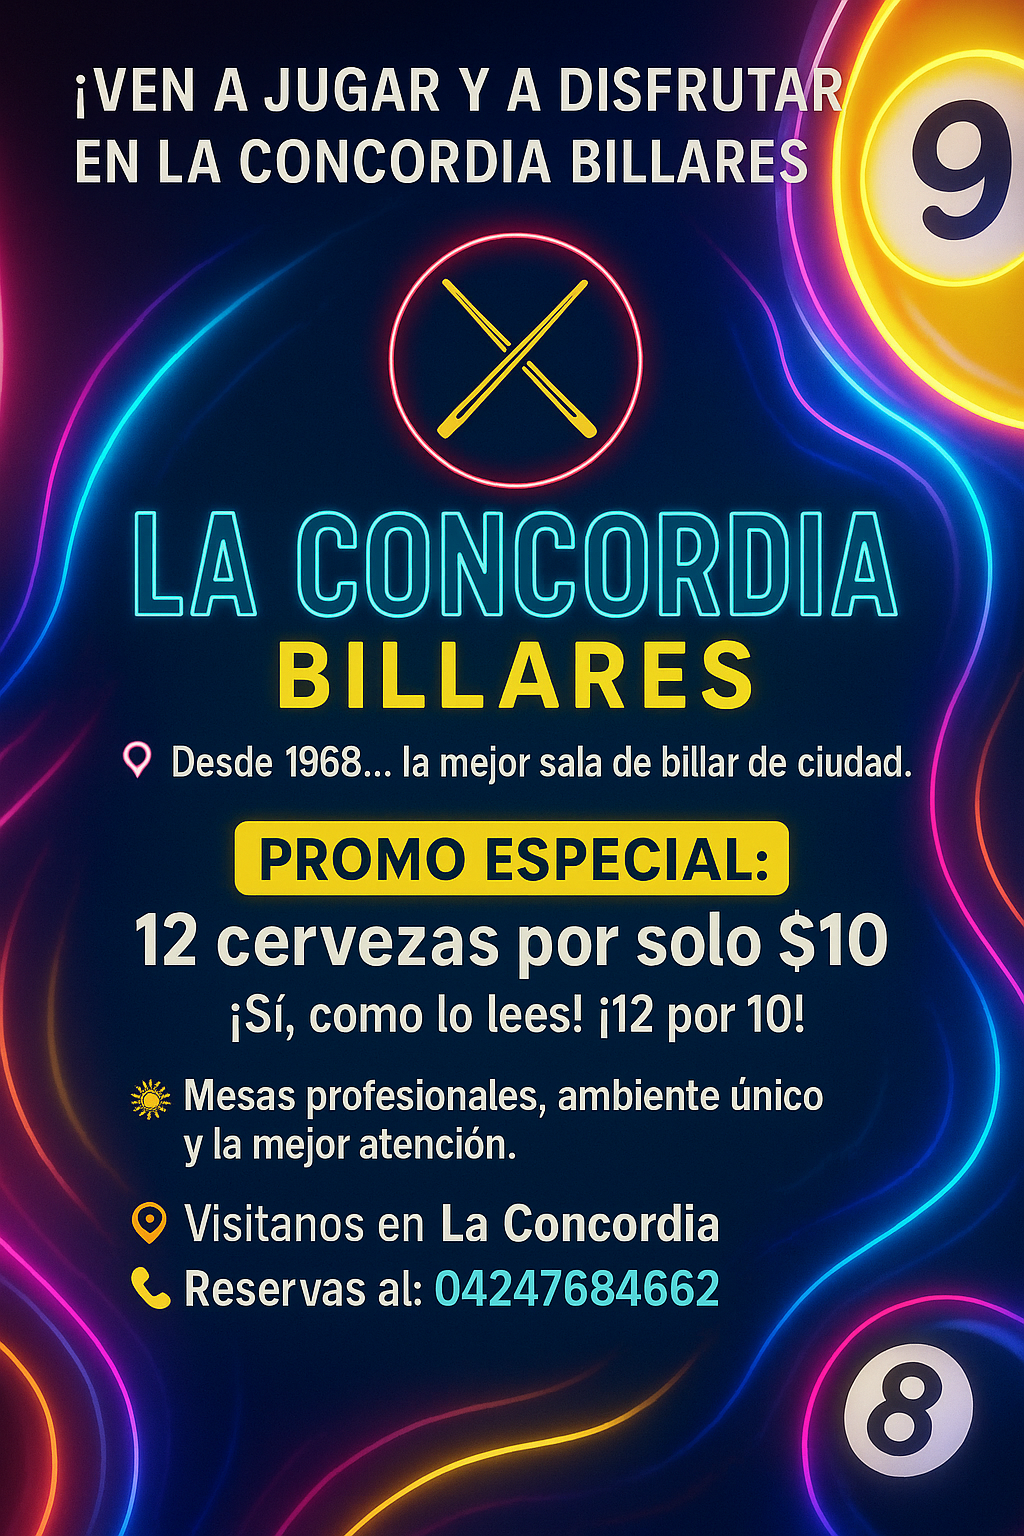 ¡VEN A JUGAR Y A DISFRUTAR
EN LA CONCORDIA BILLARES
9
LA CONCORDIA
BILLARES
Desde 1968... la mejor sala de billar de ciudad.
PROMO ESPECIAL:
12 cervezas por solo $10
¡Sí, como lo lees! ¡12 por 10!
Mesas profesionales, ambiente único
y la mejor atención.
Visitanos en La Concordia
Reservas al: 04247684662
8